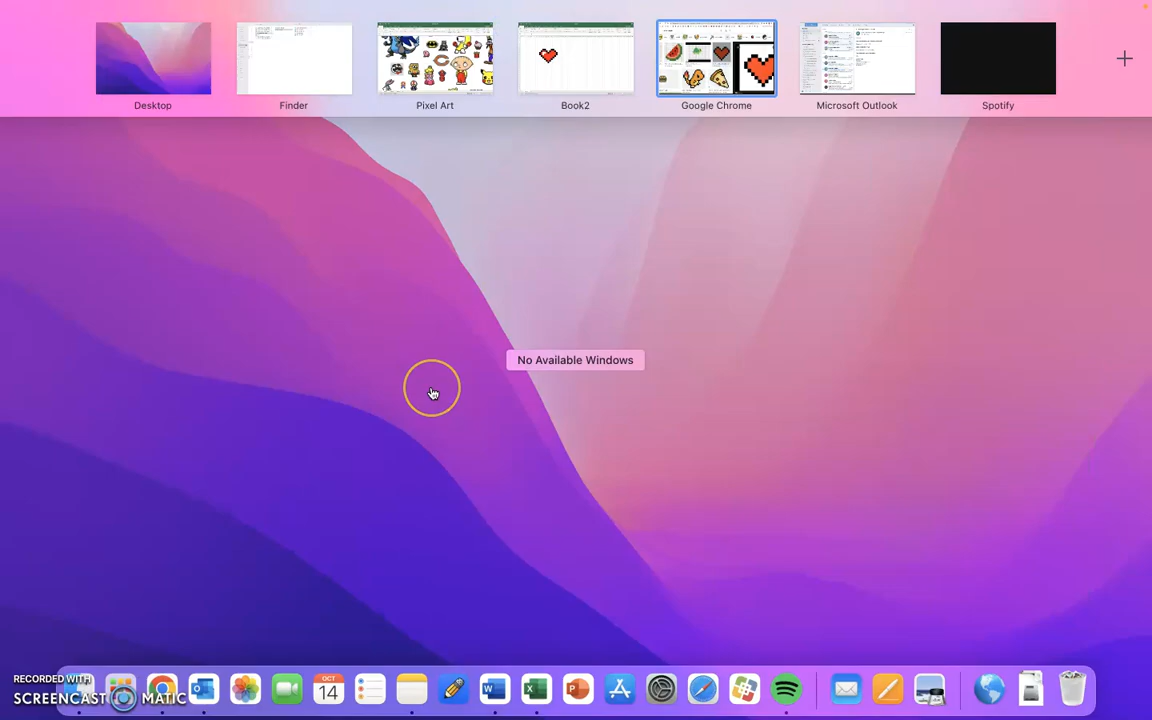 Desktop
Finder
Pixel Art
Book2
Google Chrome
Microsoft Outlook
Spotify
No Available Windows
OCT
14
RECORDED WITH
SCREENCAST MATIC